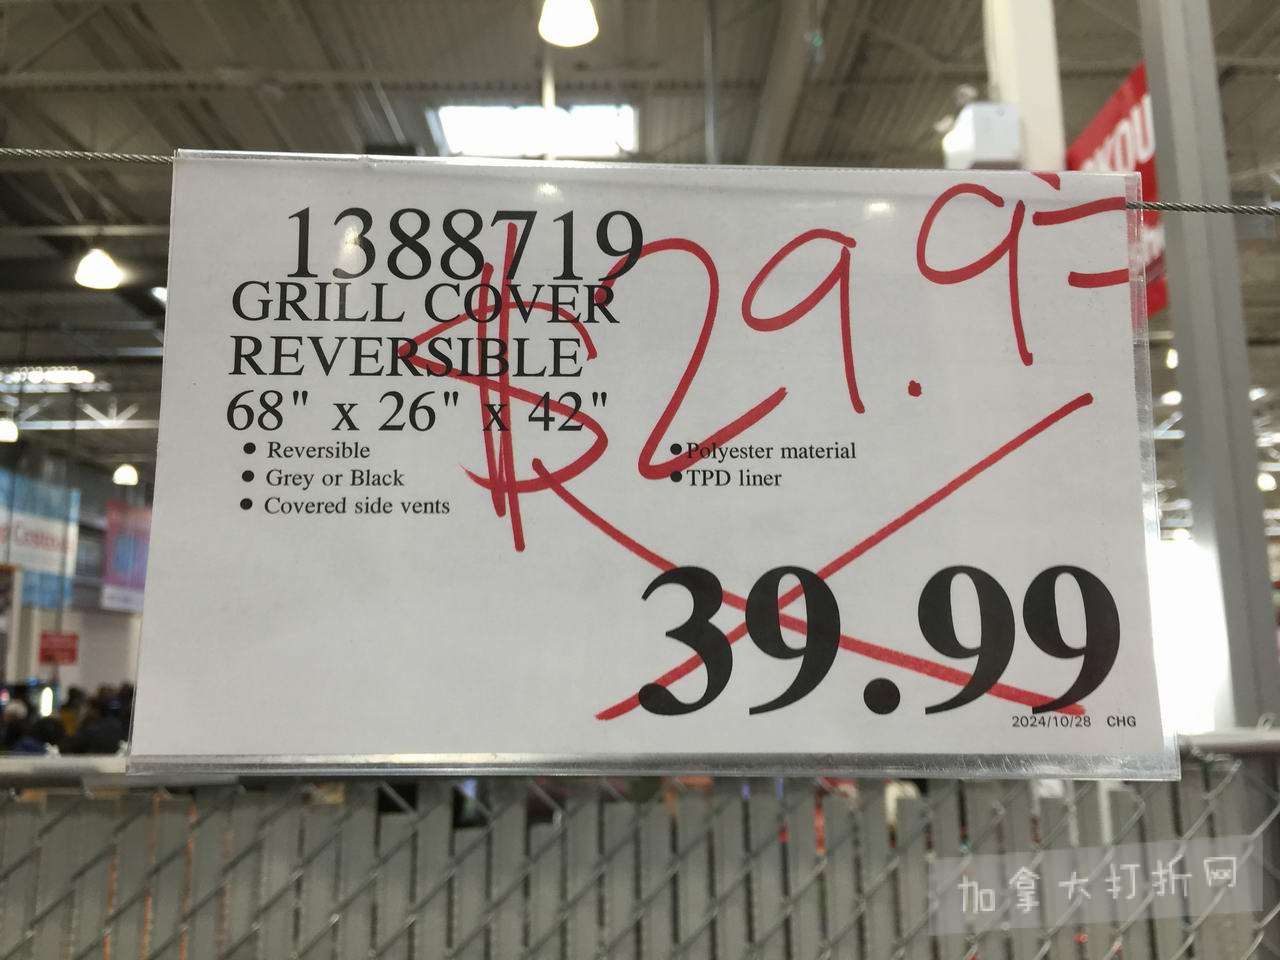 1388719
GRILL COVER
REVERSIBLE
68" x 26" x 42"
$29.9
• Reversible
• Grey or Black
• Covered side vents
• Polyester material
• TPD liner
39.99
2024/10/28 CHG
加拿大打折网